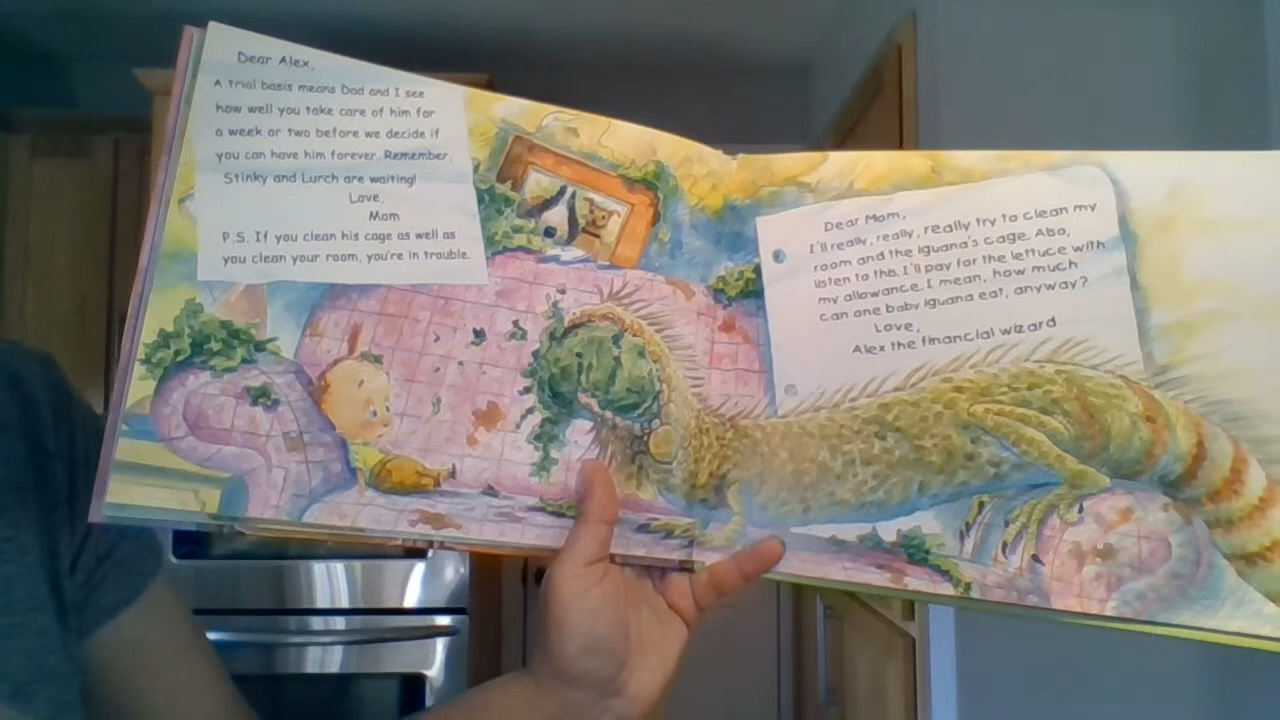 Dear Alex,
A trial basis means Dad and I see
how well you take care of him for
a week or two before we decide if
you can have him forever. Remember,
Stinky and Lurch are waiting!
Love,
Mom
P.S. If you clean his cage as well as
you clean your room, you're in trouble.
Dear Mom,
I'll really, really, really try to clean my
room and the iguana's cage. Also,
listen to this. I'll pay for the lettuce with
my allowance. I mean, how much
can one baby iguana eat, anyway?
Love,
Alex the financial wizard